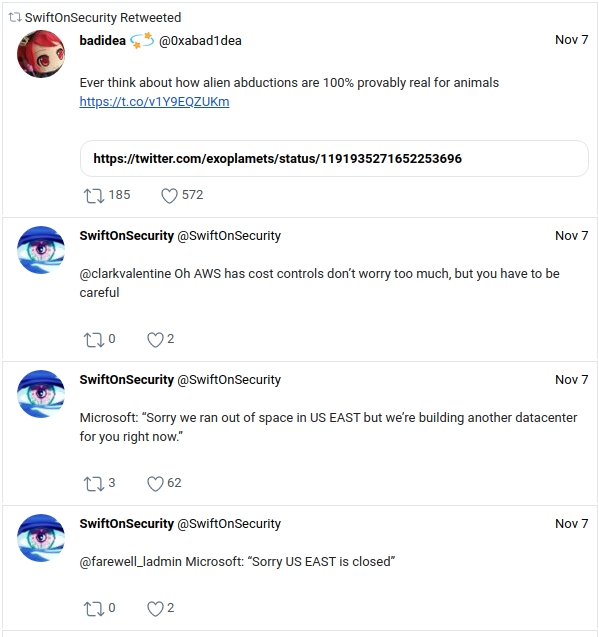 SwiftOnSecurity Retweeted
badidea 💫 @0xabad1dea Nov 7
Ever think about how alien abductions are 100% provably real for animals
https://t.co/v1Y9EQZUKm
https://twitter.com/exoplamets/status/1191935271652253696
185 572
SwiftOnSecurity @SwiftOnSecurity Nov 7
@clarkvalentine Oh AWS has cost controls don’t worry too much, but you have to be
careful
0 2
SwiftOnSecurity @SwiftOnSecurity Nov 7
Microsoft: “Sorry we ran out of space in US EAST but we’re building another datacenter
for you right now.”
3 62
SwiftOnSecurity @SwiftOnSecurity Nov 7
@farewell_ladmin Microsoft: “Sorry US EAST is closed”
0 2